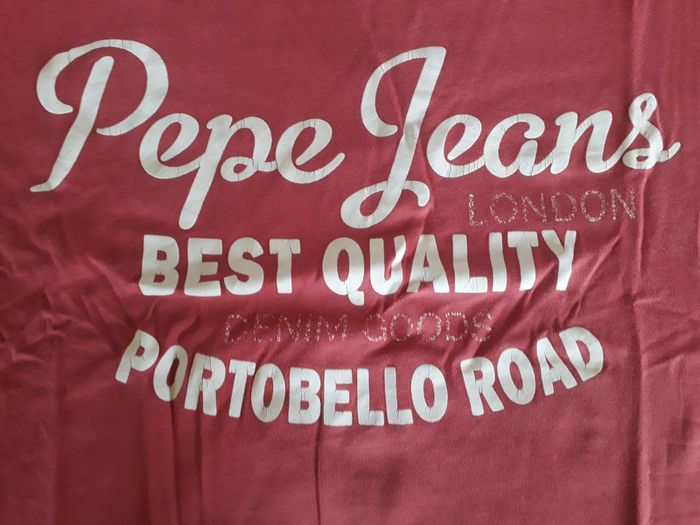 Pepe Jeans
LONDON
BEST QUALITY
DENIM GOODS
PORTOBELLO ROAD